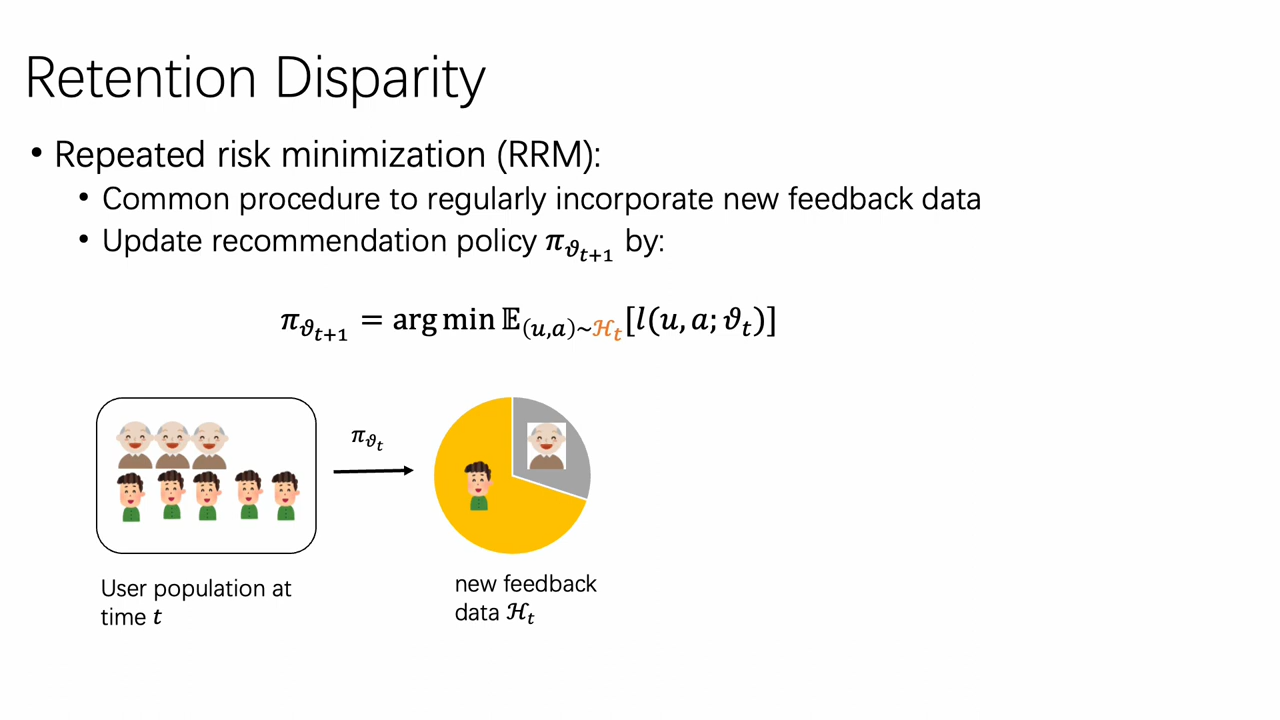 Retention Disparity
• Repeated risk minimization (RRM):
• Common procedure to regularly incorporate new feedback data
• Update recommendation policy π_{ϑ_{t+1}} by:
π_{ϑ_{t+1}} = arg min 𝔼_{(u,a)~ℋ_t}[l(u, a; ϑ_t)]
π_{ϑ_t}
User population at
time t
new feedback
data ℋ_t